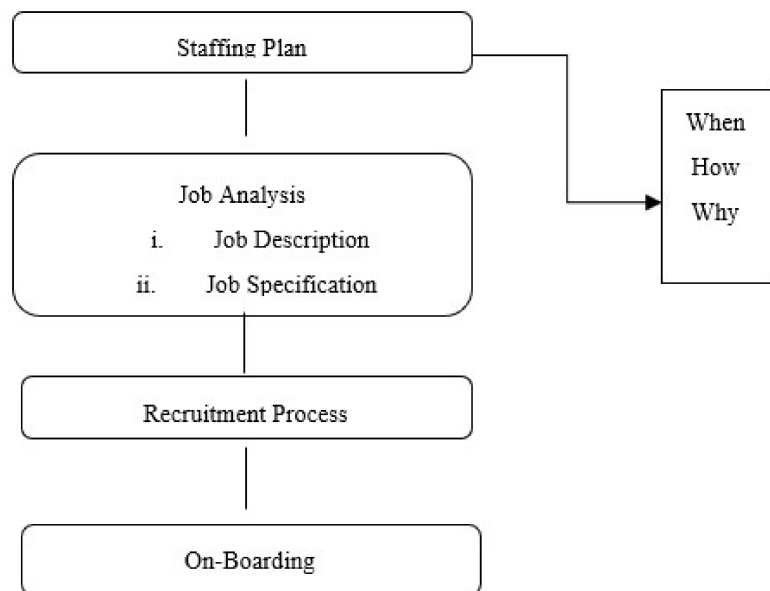 Staffing Plan
When
How
Why
Job Analysis
i. Job Description
ii. Job Specification
Recruitment Process
On-Boarding